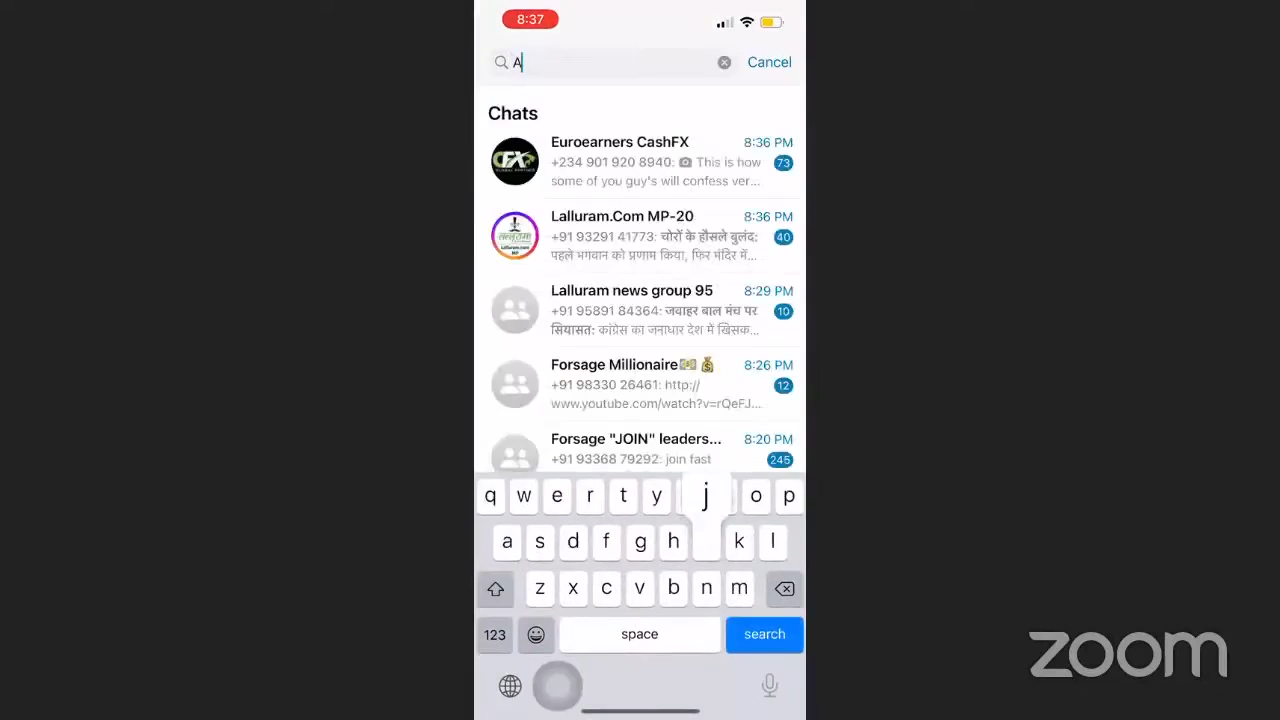 8:37
A
Cancel
Chats
Euroearners CashFX
8:36 PM
+234 901 920 8940: This is how
73
some of you guy's will confess ver...
Lalluram.Com MP-20
8:36 PM
+91 93291 41773: चोरों के हौसले बुलंद:
40
पहले भगवान को प्रणाम किया, फिर मंदिर में...
Lalluram news group 95
8:29 PM
+91 95891 84364: जवाहर बाल मंच पर
10
सियासत: कांग्रेस का जनाधार देश में खिसक...
Forsage Millionaire💵💰
8:26 PM
+91 98330 26461: http://
12
www.youtube.com/watch?v=rQeFJ...
Forsage "JOIN" leaders...
8:20 PM
+91 93368 79292: join fast
245
q w e r t y j o p
a s d f g h k l
z x c v b n m
123 space search
zoom